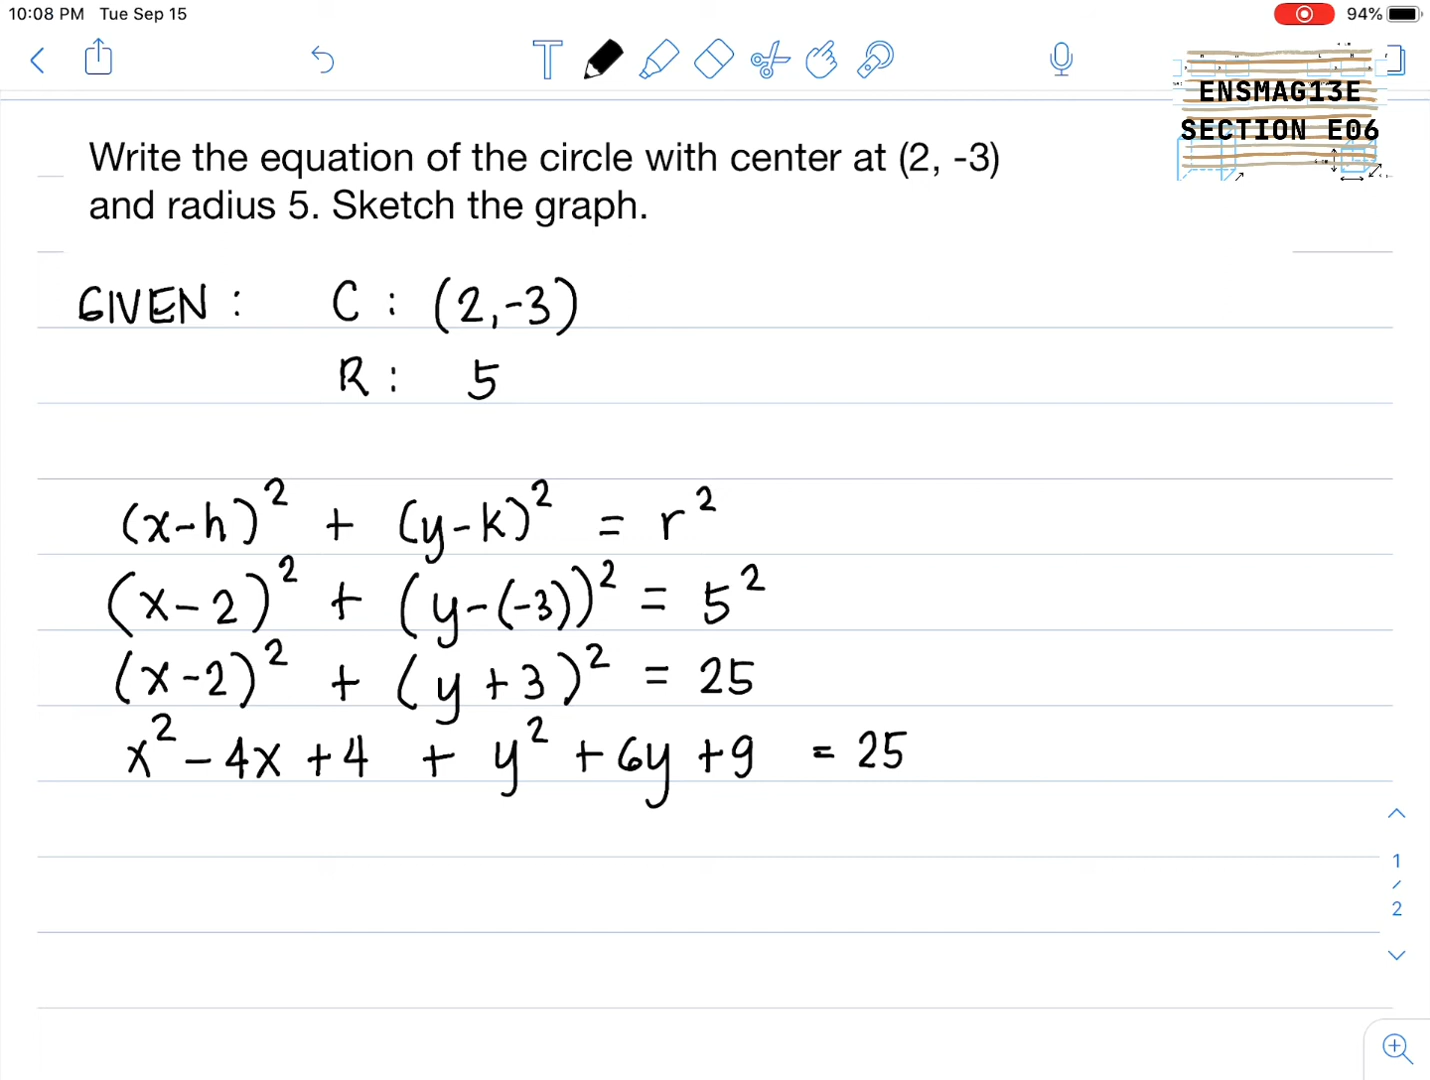 10:08 PM Tue Sep 15 94%
ENSMAG13E
SECTION E06
Write the equation of the circle with center at (2, -3)
and radius 5. Sketch the graph.
GIVEN : C : (2,-3)
R : 5
(x-h)² + (y-k)² = r²
(x-2)² + (y-(-3))² = 5²
(x-2)² + (y+3)² = 25
x² - 4x + 4 + y² + 6y + 9 = 25
1
/
2